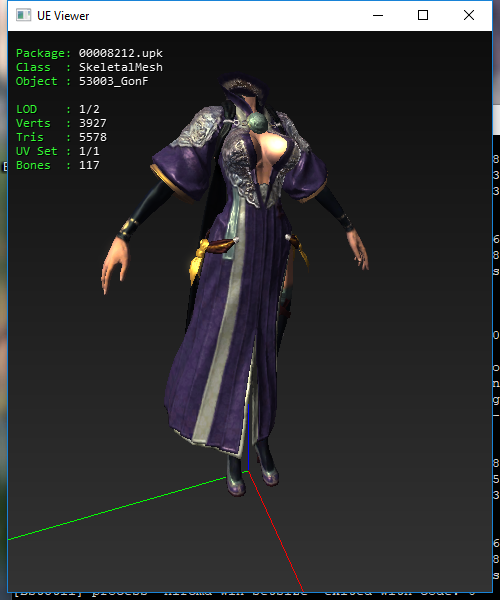 UE Viewer
Package: 00008212.upk
Class : SkeletalMesh
Object : 53003_GonF
LOD : 1/2
Verts : 3927
Tris : 5578
UV Set : 1/1
Bones : 117